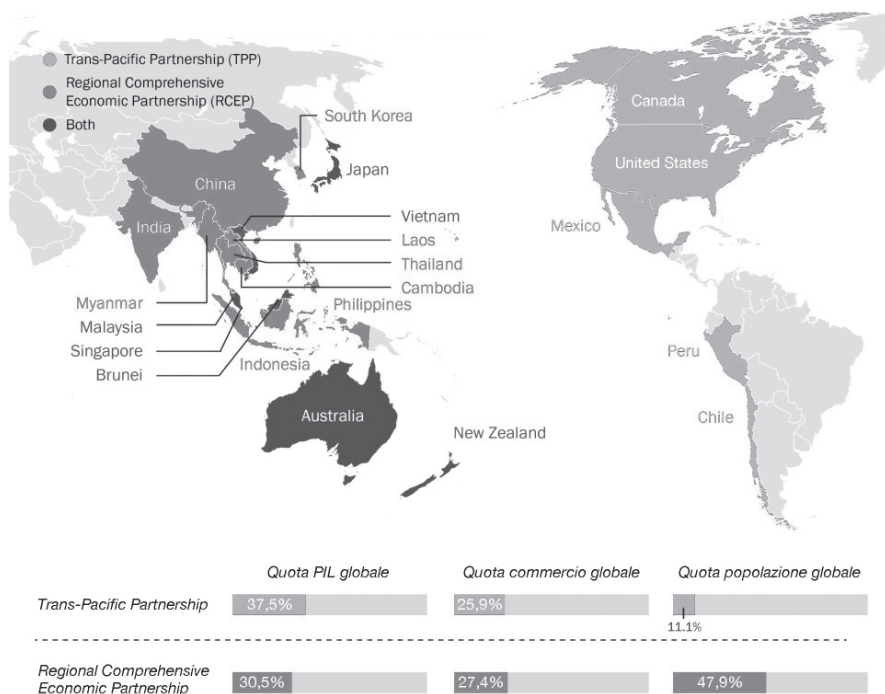 Trans-Pacific Partnership (TPP)
Regional Comprehensive
Economic Partnership (RCEP)
Both
South Korea
Japan
China
India
Vietnam
Laos
Thailand
Cambodia
Philippines
Myanmar
Malaysia
Singapore
Brunei
Indonesia
Australia
New Zealand
Canada
United States
Mexico
Peru
Chile
Quota PIL globale
Quota commercio globale
Quota popolazione globale
Trans-Pacific Partnership
37,5%
25,9%
11.1%
Regional Comprehensive
Economic Partnership
30,5%
27,4%
47,9%